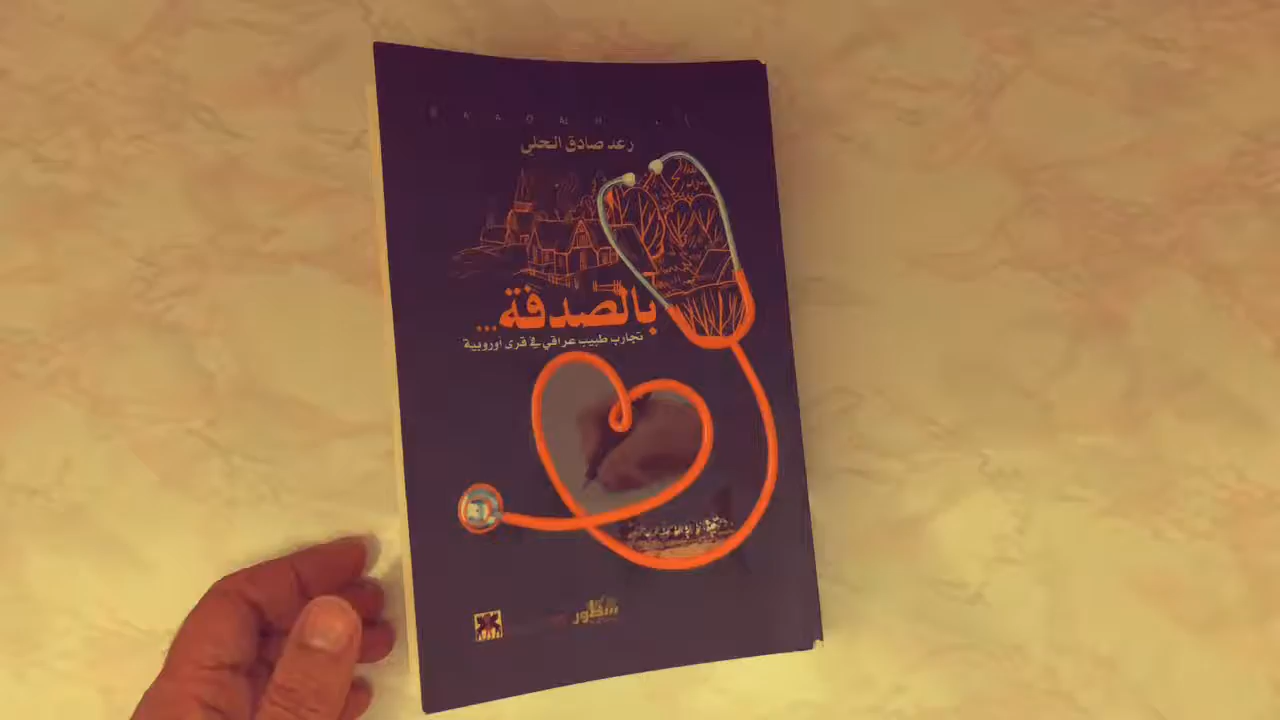 رعد صادق الحلي
بالصدفة...
تجارب طبيب عراقي في قرى أوروبية
سطور